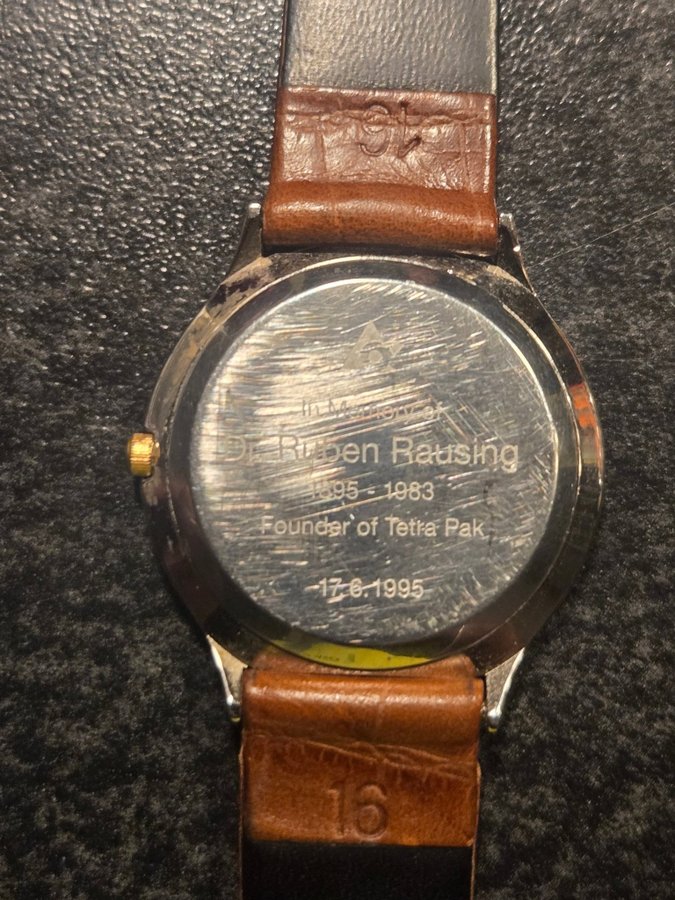 16
In Memory of
Dr. Ruben Rausing
1895 - 1983
Founder of Tetra Pak
17.6.1995
16